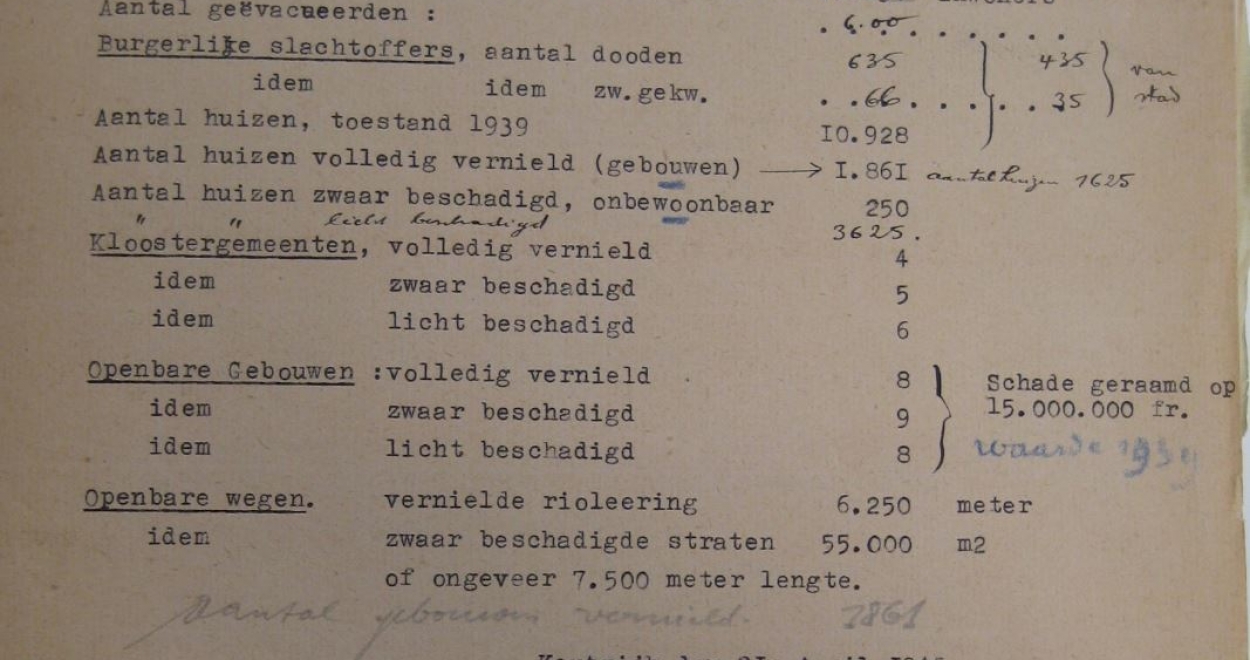 Aantal geëvacueerden :
. 6.00 . . . . . .
Burgerlijke slachtoffers, aantal dooden 635 435 van
idem idem zw.gekw. . .66. . . . . . 35 stad
Aantal huizen, toestand 1939 I0.928
Aantal huizen volledig vernield (gebouwen) → I.86I aantal huizen 1625
Aantal huizen zwaar beschadigd, onbewoonbaar 250
" " licht beschadigd 3625.
Kloostergemeenten, volledig vernield 4
idem zwaar beschadigd 5
idem licht beschadigd 6
Openbare Gebouwen :volledig vernield 8 Schade geraamd op
idem zwaar beschadigd 9 15.000.000 fr.
idem licht beschadigd 8 waarde 1939
Openbare wegen. vernielde rioleering 6.250 meter
idem zwaar beschadigde straten 55.000 m2
of ongeveer 7.500 meter lengte.
Aantal gebouwen vernield. 1861